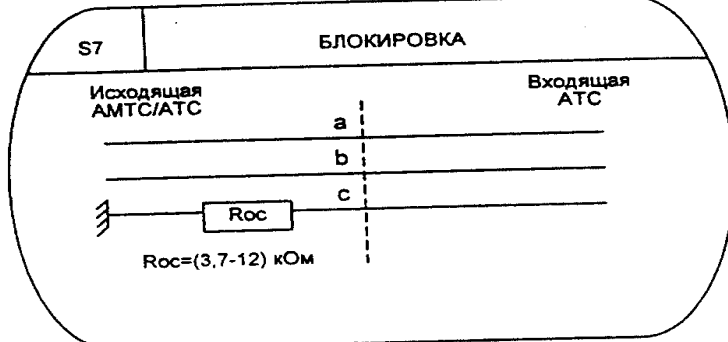 S7
БЛОКИРОВКА
Исходящая
АМТС/АТС
Входящая
АТС
a
b
c
Roc
Roc=(3,7-12) кОм